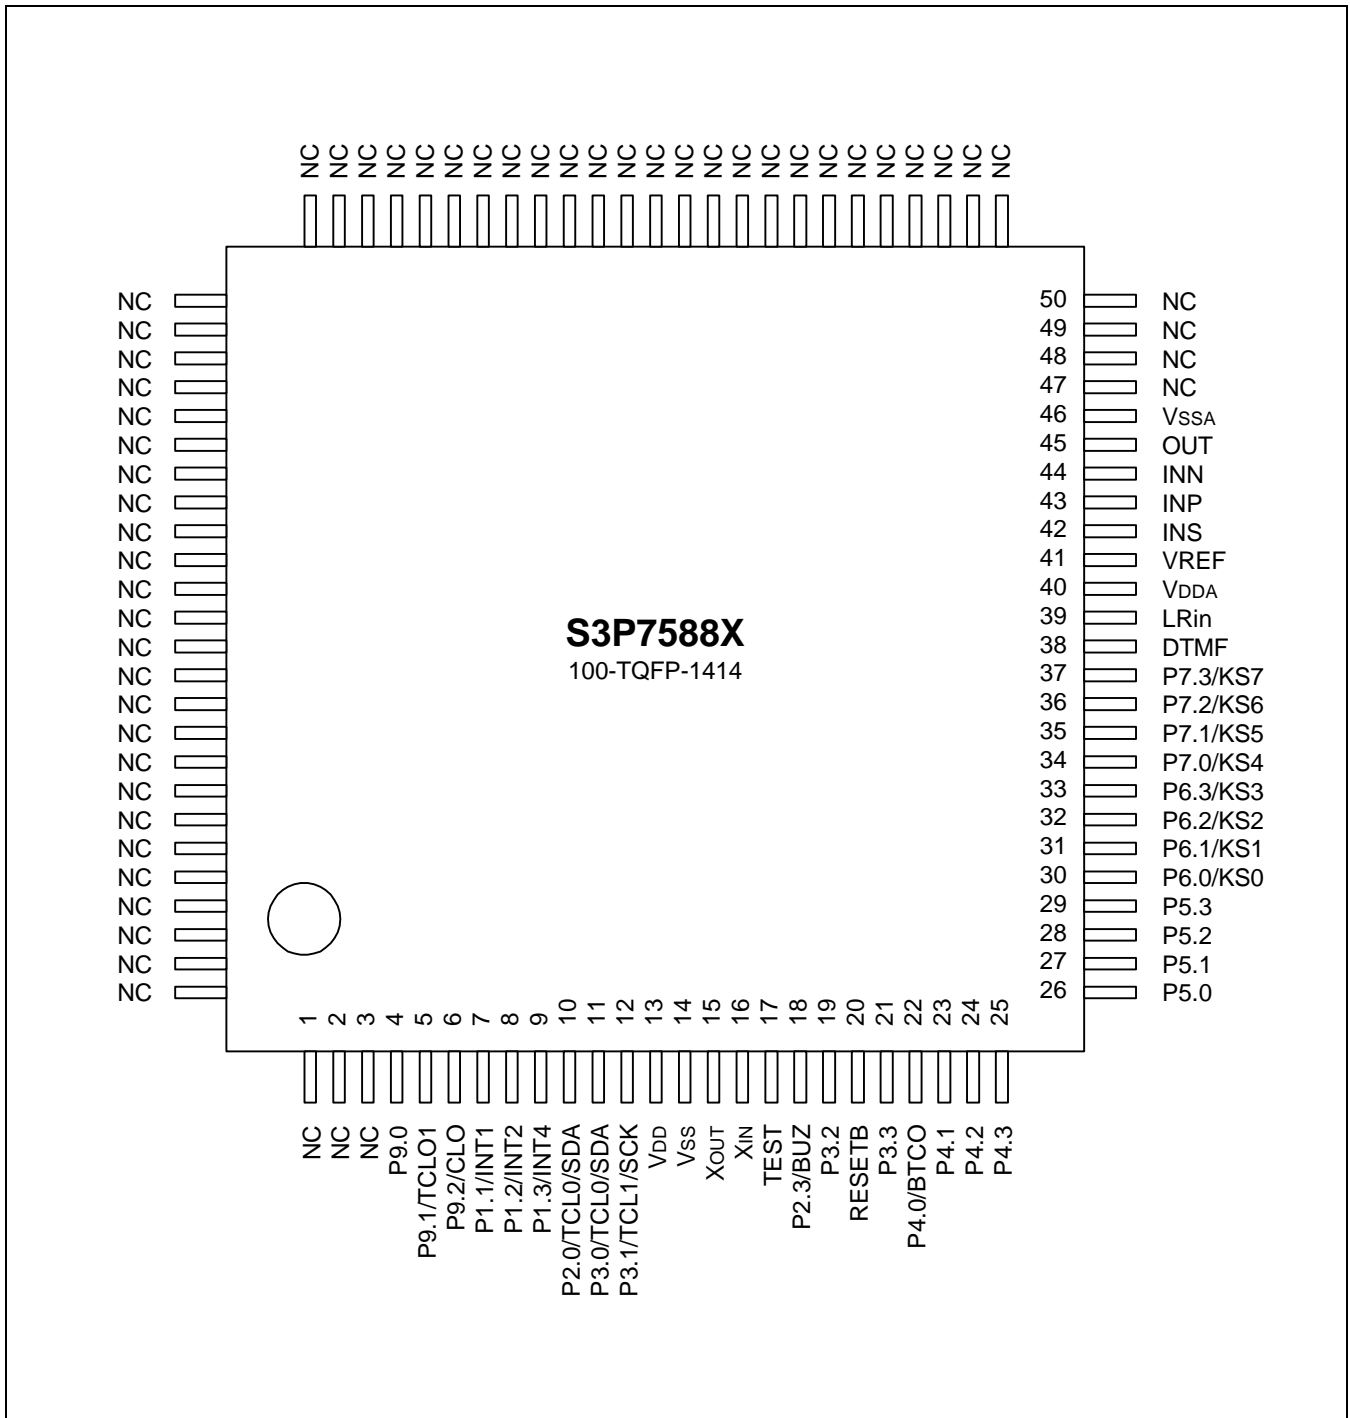 NC NC NC NC NC NC NC NC NC NC NC NC NC NC NC NC NC NC NC NC NC NC NC NC NC
NC 50 NC
NC 49 NC
NC 48 NC
NC 47 NC
NC 46 VSSA
NC 45 OUT
NC 44 INN
NC 43 INP
NC 42 INS
NC 41 VREF
NC 40 VDDA
NC 39 LRin
S3P7588X
NC 38 DTMF
100-TQFP-1414
NC 37 P7.3/KS7
NC 36 P7.2/KS6
NC 35 P7.1/KS5
NC 34 P7.0/KS4
NC 33 P6.3/KS3
NC 32 P6.2/KS2
NC 31 P6.1/KS1
NC 30 P6.0/KS0
NC 29 P5.3
NC 28 P5.2
NC 27 P5.1
NC 26 P5.0
1 2 3 4 5 6 7 8 9 10 11 12 13 14 15 16 17 18 19 20 21 22 23 24 25
NC
NC
NC
P9.0
P9.1/TCLO1
P9.2/CLO
P1.1/INT1
P1.2/INT2
P1.3/INT4
P2.0/TCL0/SDA
P3.0/TCL0/SDA
P3.1/TCL1/SCK
VDD
VSS
XOUT
XIN
TEST
P2.3/BUZ
P3.2
RESETB
P3.3
P4.0/BTCO
P4.1
P4.2
P4.3